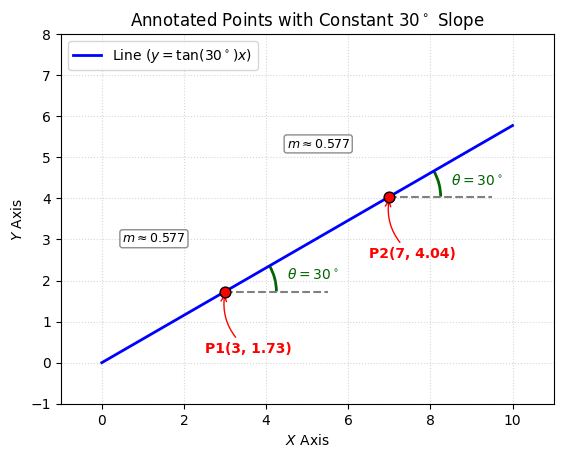 Annotated Points with Constant 30° Slope
Line (y = tan(30°)x)
8
7
6
5
4
3
2
1
0
−1
Y Axis
m ≈ 0.577
θ = 30°
P2(7, 4.04)
m ≈ 0.577
θ = 30°
P1(3, 1.73)
0 2 4 6 8 10
X Axis